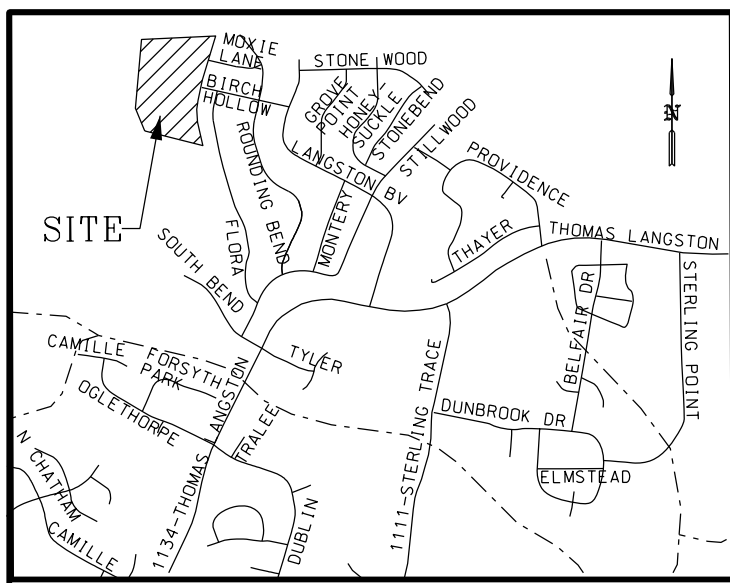 MOXIE
LANE
BIRCH
HOLLOW
STONE WOOD
GROVE
POINT
HONEY-
SUCKLE
STONEBEND
STILLWOOD
LANGSTON BV
ROUNDING BEND
FLORA
MONTERY
PROVIDENCE
THAYER
THOMAS LANGSTON
N
SITE
SOUTH BEND
BELFAIR DR
STERLING POINT
CAMILLE
FORSYTH
PARK
TYLER
OGLETHORPE
1134-THOMAS LANGSTON
TRALEE
1111-STERLING TRACE
DUNBROOK DR
ELMSTEAD
N CHATHAM
CAMILLE
DUBLIN